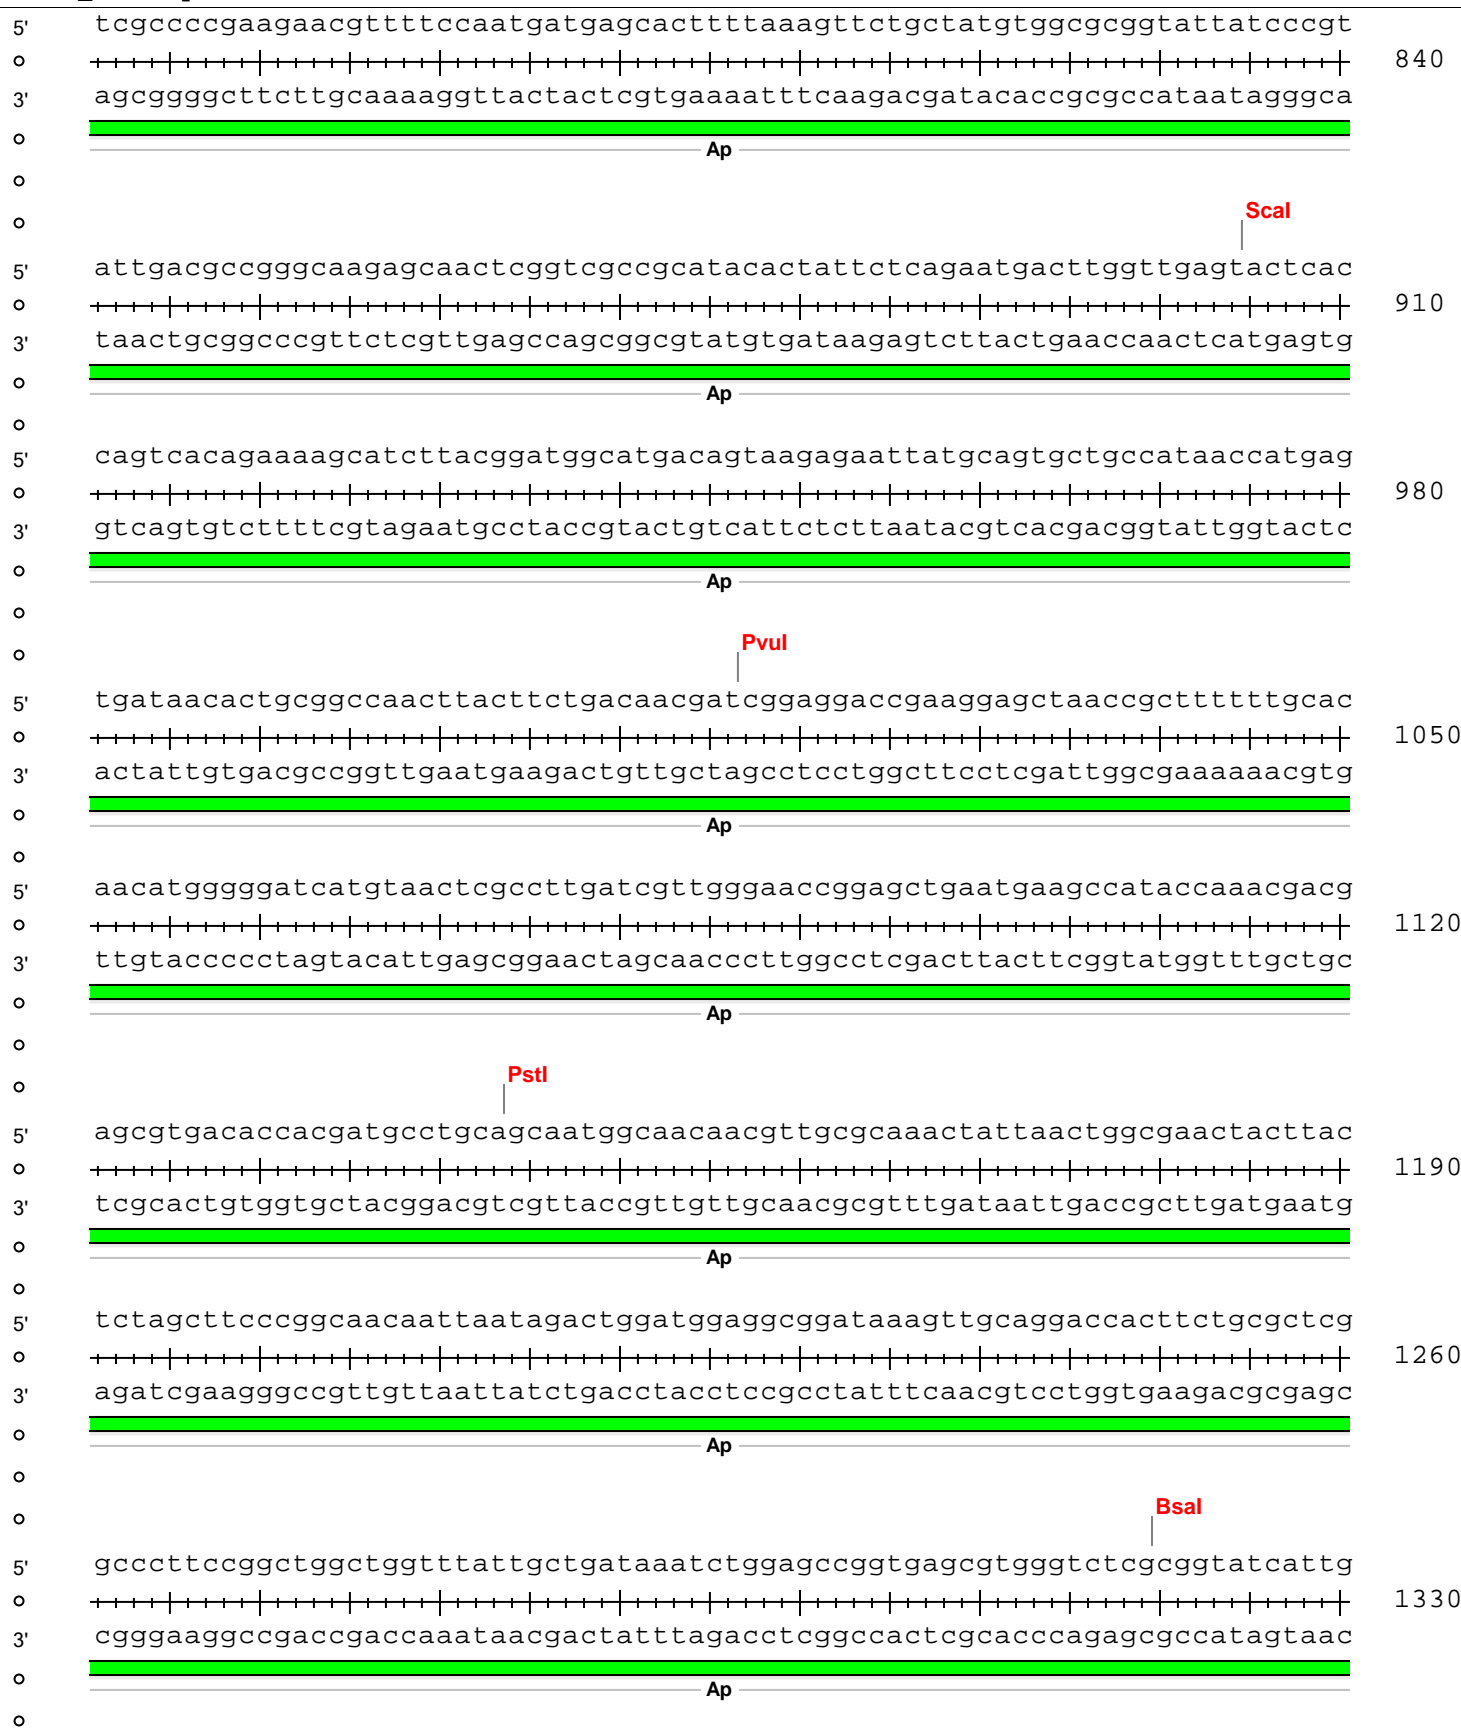 5' tcgccccgaagaacgttttccaatgatgagcacttttaaagttctgctatgtggcgcggtattatcccgt
840
3' agcggggcttcttgcaaaaggttactactcgtgaaaatttcaagacgatacaccgcgccataatagggca
Ap
ScaI
5' attgacgccgggcaagagcaactcggtcgccgcatacactattctcagaatgacttggttgagtactcac
910
3' taactgcggcccgttctcgttgagccagcggcgtatgtgataagagtcttactgaaccaactcatgagtg
Ap
5' cagtcacagaaaagcatcttacggatggcatgacagtaagagaattatgcagtgctgccataaccatgag
980
3' gtcagtgtcttttcgtagaatgcctaccgtactgtcattctcttaatacgtcacgacggtattggtactc
Ap
PvuI
5' tgataacactgcggccaacttacttctgacaacgatcggaggaccgaaggagctaaccgcttttttgcac
1050
3' actattgtgacgccggttgaatgaagactgttgctagcctcctggcttcctcgattggcgaaaaaacgtg
Ap
5' aacatgggggatcatgtaactcgccttgatcgttgggaaccggagctgaatgaagccataccaaacgacg
1120
3' ttgtaccccctagtacattgagcggaactagcaacccttggcctcgacttacttcggtatggtttgctgc
Ap
PstI
5' agcgtgacaccacgatgcctgcagcaatggcaacaacgttgcgcaaactattaactggcgaactacttac
1190
3' tcgcactgtggtgctacggacgtcgttaccgttgttgcaacgcgtttgataattgaccgcttgatgaatg
Ap
5' tctagcttcccggcaacaattaatagactggatggaggcggataaagttgcaggaccacttctgcgctcg
1260
3' agatcgaagggccgttgttaattatctgacctacctccgcctatttcaacgtcctggtgaagacgcgagc
Ap
BsaI
5' gcccttccggctggctggtttattgctgataaatctggagccggtgagcgtgggtctcgcggtatcattg
1330
3' cgggaaggccgaccgaccaaataacgactatttagacctcggccactcgcacccagagcgccatagtaac
Ap